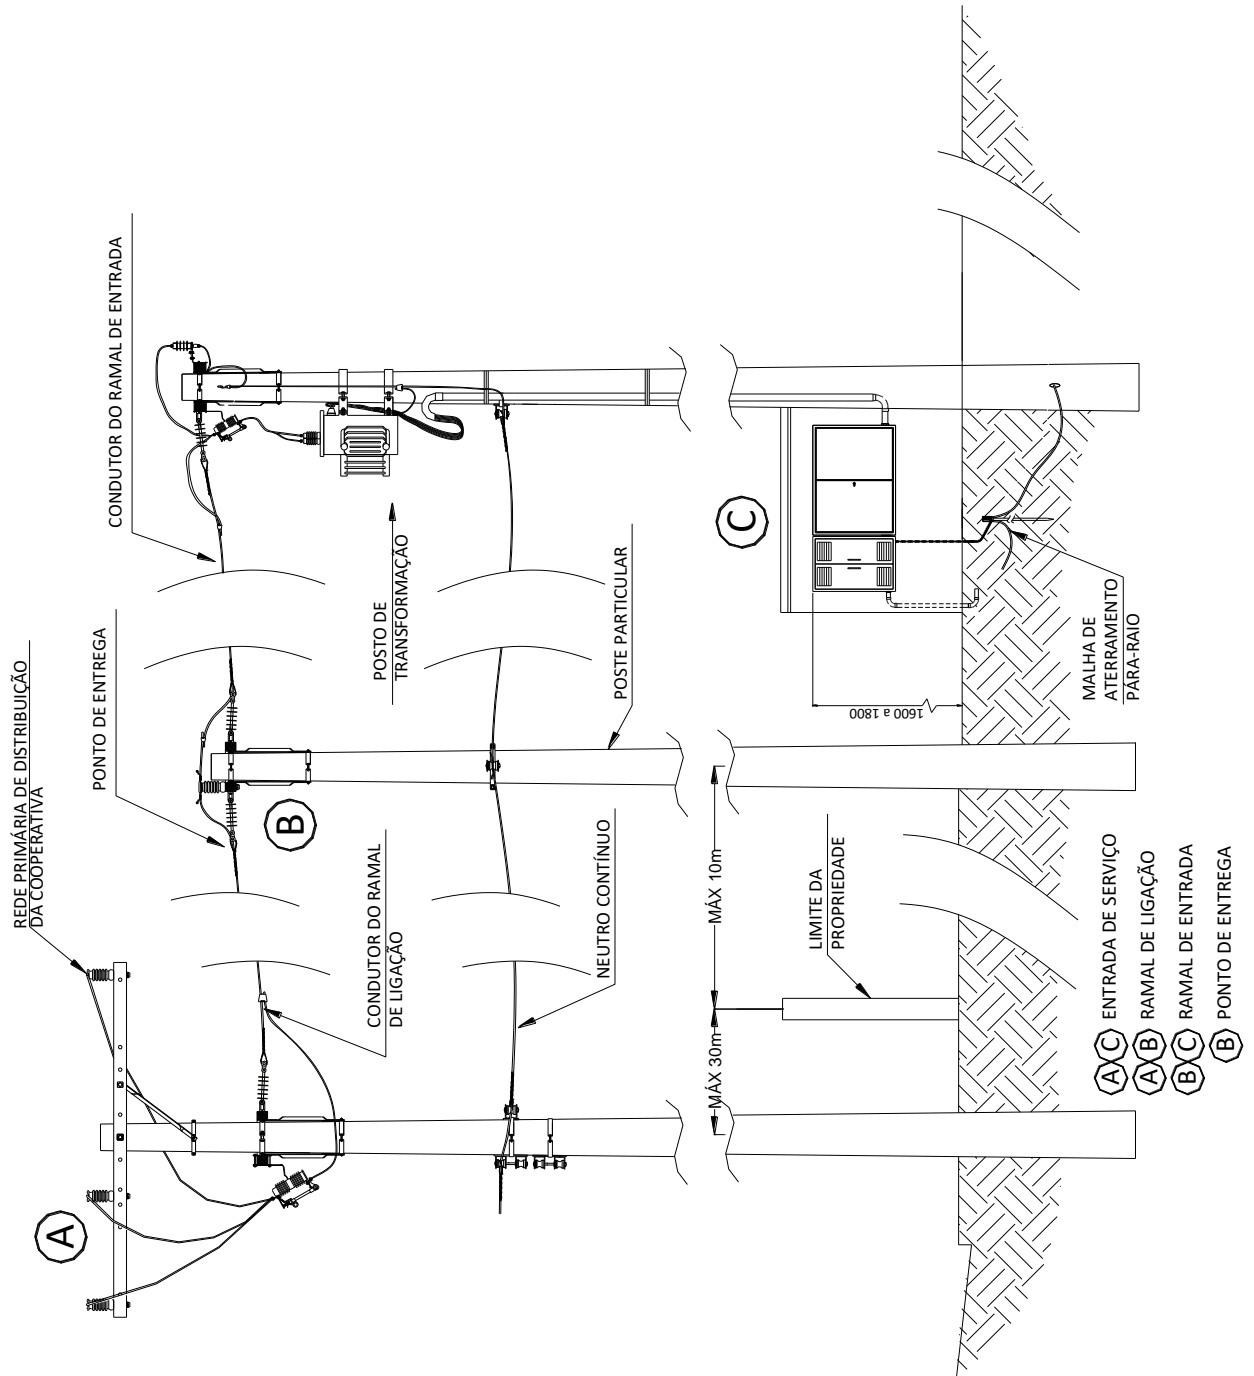 REDE PRIMÁRIA DE DISTRIBUIÇÃO
DA COOPERATIVA
PONTO DE ENTREGA
CONDUTOR DO RAMAL DE ENTRADA
A
B
CONDUTOR DO RAMAL
DE LIGAÇÃO
POSTO DE
TRANSFORMAÇÃO
NEUTRO CONTÍNUO
POSTE PARTICULAR
C
MÁX 30m
MÁX 10m
LIMITE DA
PROPRIEDADE
1600 a 1800
MALHA DE
ATERRAMENTO
PÁRA-RAIO
A C ENTRADA DE SERVIÇO
A B RAMAL DE LIGAÇÃO
B C RAMAL DE ENTRADA
B PONTO DE ENTREGA